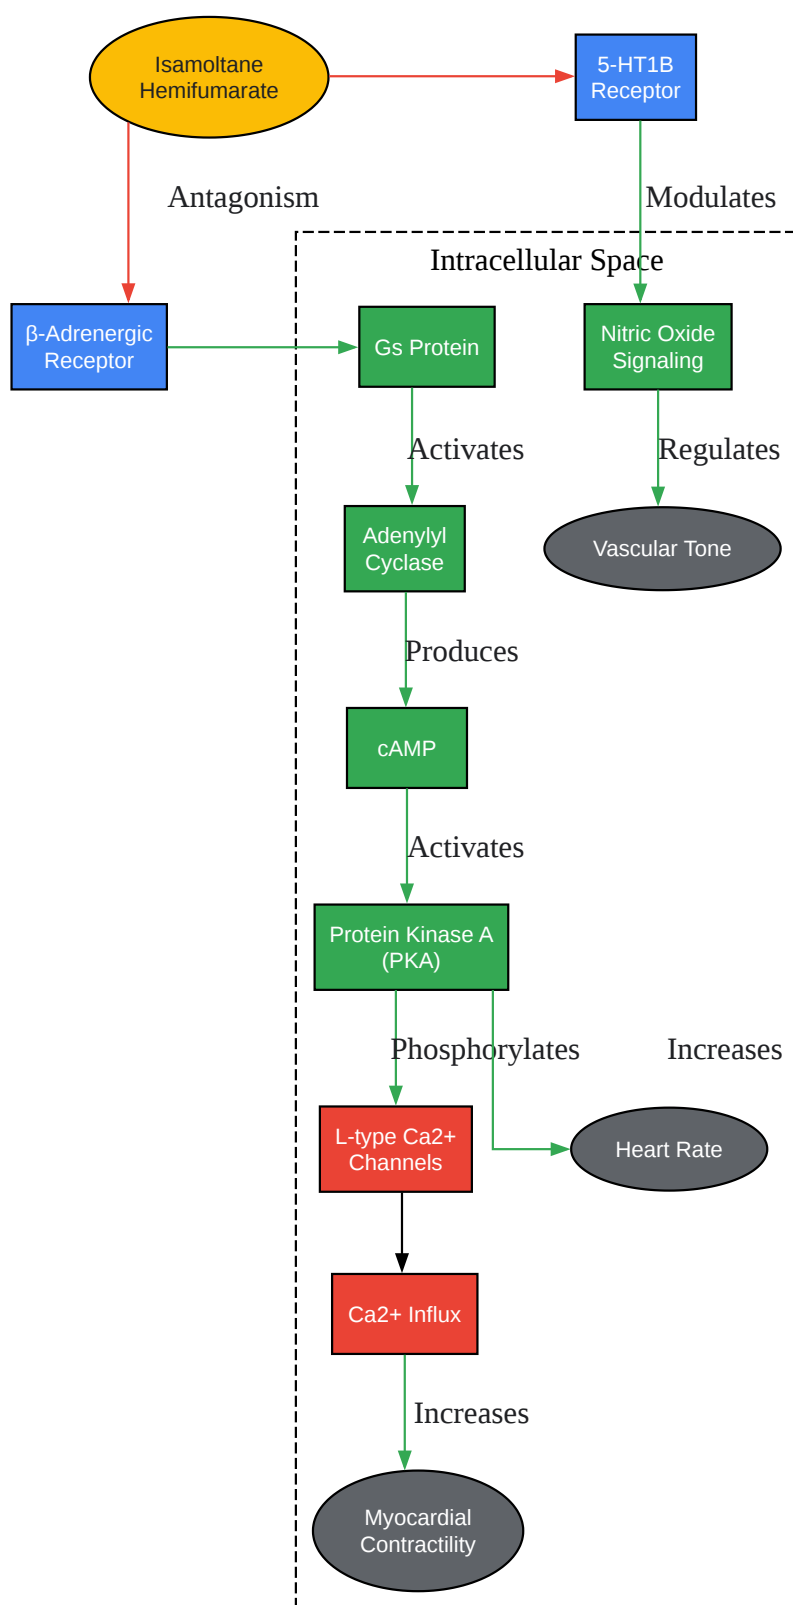 Isamoltane
Hemifumarate
5-HT1B
Receptor
Antagonism
Modulates
Intracellular Space
β-Adrenergic
Receptor
Gs Protein
Nitric Oxide
Signaling
Activates
Regulates
Adenylyl
Cyclase
Vascular Tone
Produces
cAMP
Activates
Protein Kinase A
(PKA)
Phosphorylates
Increases
L-type Ca2+
Channels
Heart Rate
Ca2+ Influx
Increases
Myocardial
Contractility